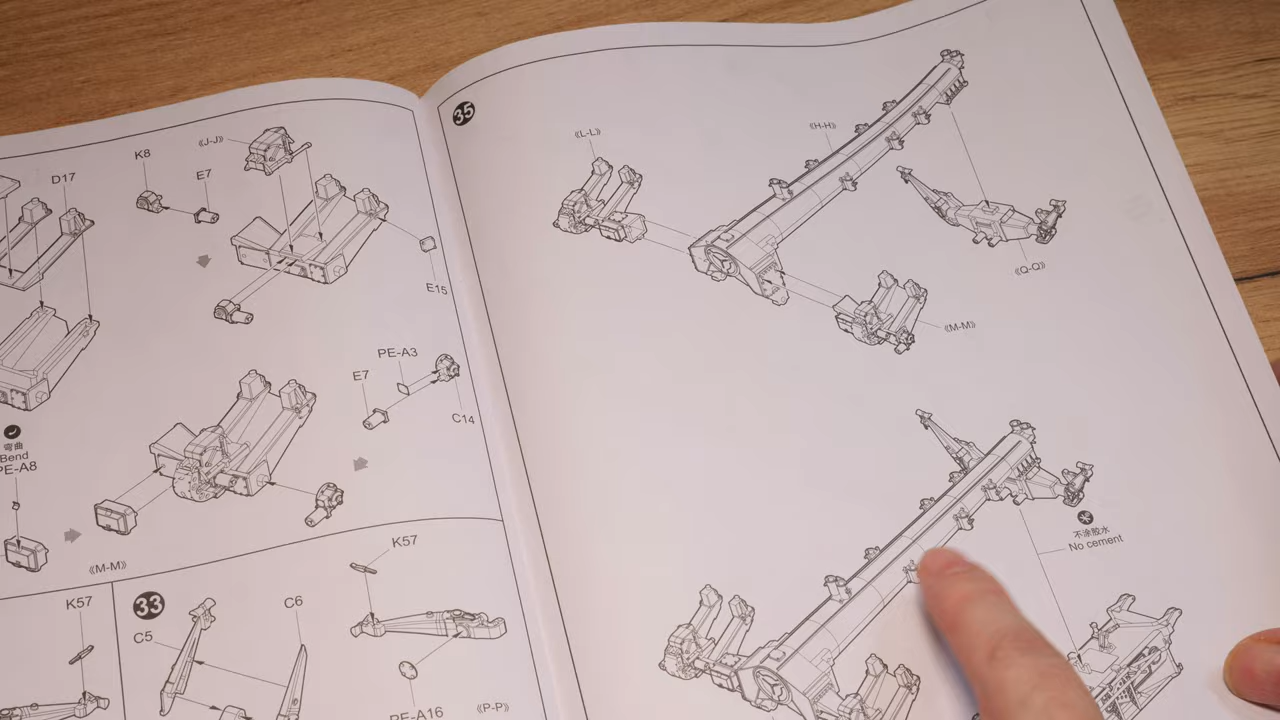 D17
K8
E7
《J-J》
E15
E7
PE-A3
C14
弯曲
Bend
PE-A8
《M-M》
K57
33
C5
C6
K57
PE-A16
《P-P》
35
《L-L》
《H-H》
《Q-Q》
《M-M》
不涂胶水
No cement